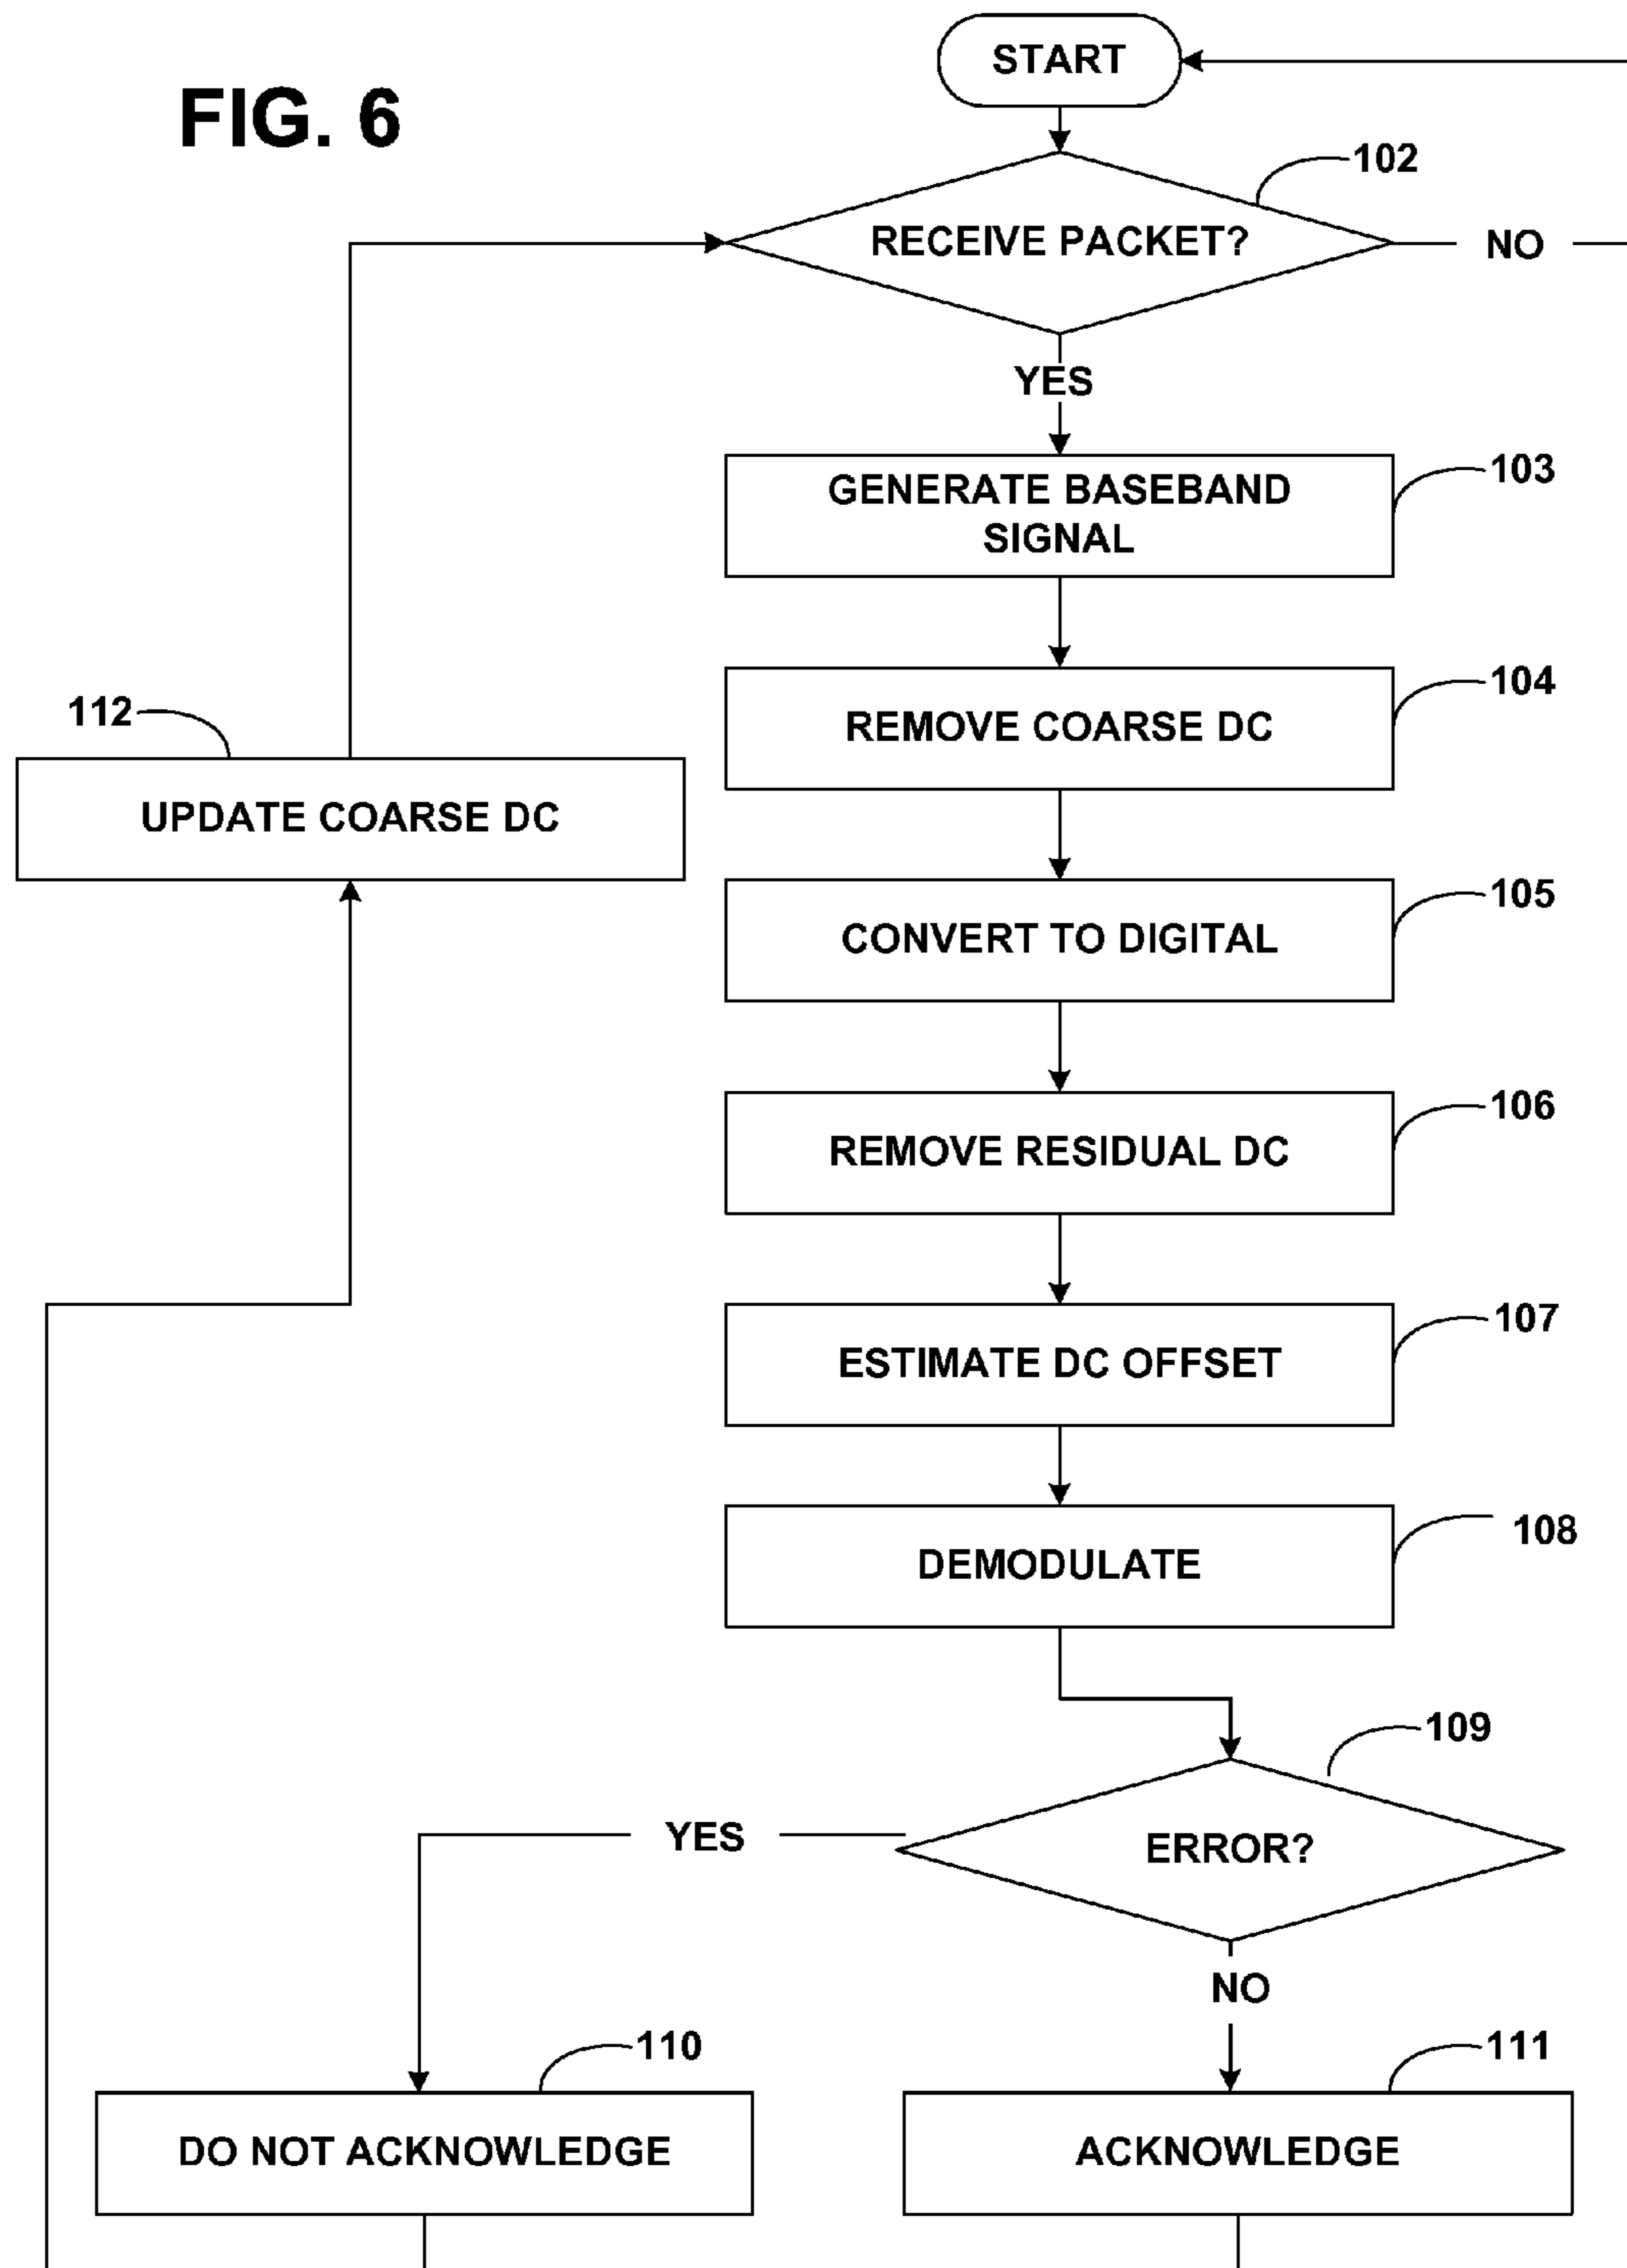 FIG. 6
START
102
RECEIVE PACKET?
NO
YES
103
GENERATE BASEBAND
SIGNAL
104
REMOVE COARSE DC
112
UPDATE COARSE DC
105
CONVERT TO DIGITAL
106
REMOVE RESIDUAL DC
107
ESTIMATE DC OFFSET
108
DEMODULATE
109
ERROR?
YES
NO
110
DO NOT ACKNOWLEDGE
111
ACKNOWLEDGE